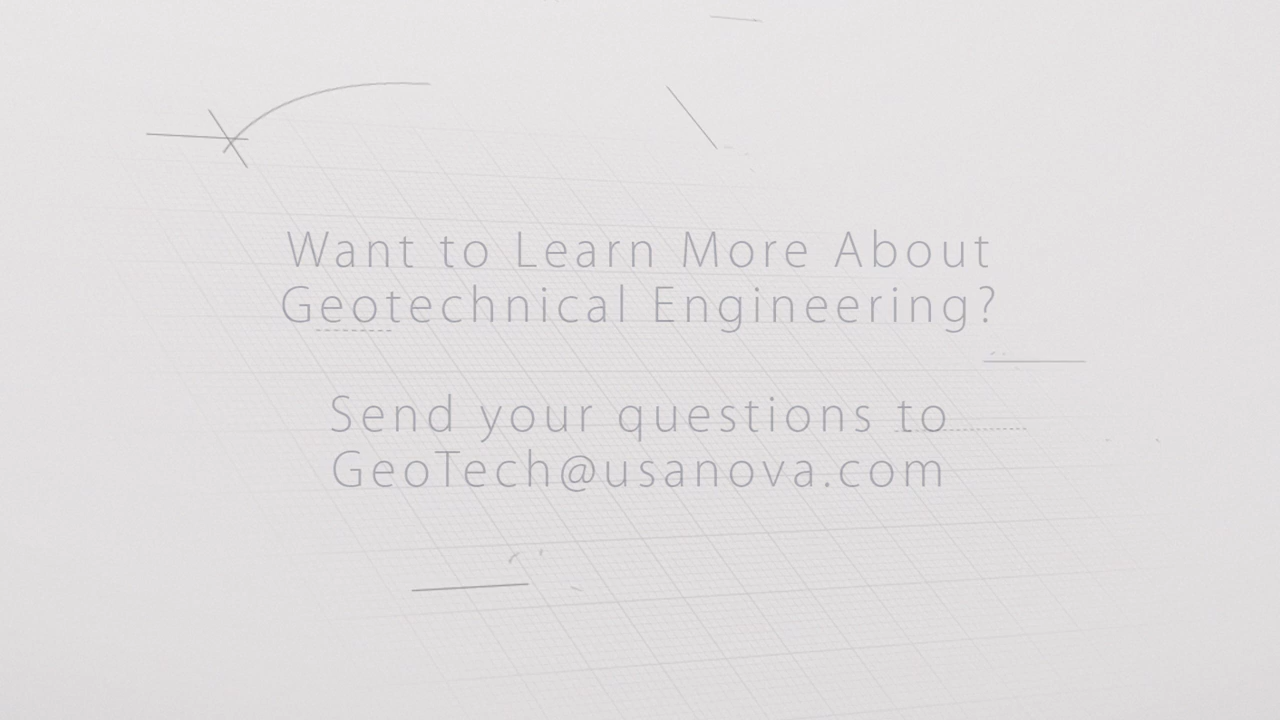 Want to Learn More About
Geotechnical Engineering?
Send your questions to
GeoTech@usanova.com